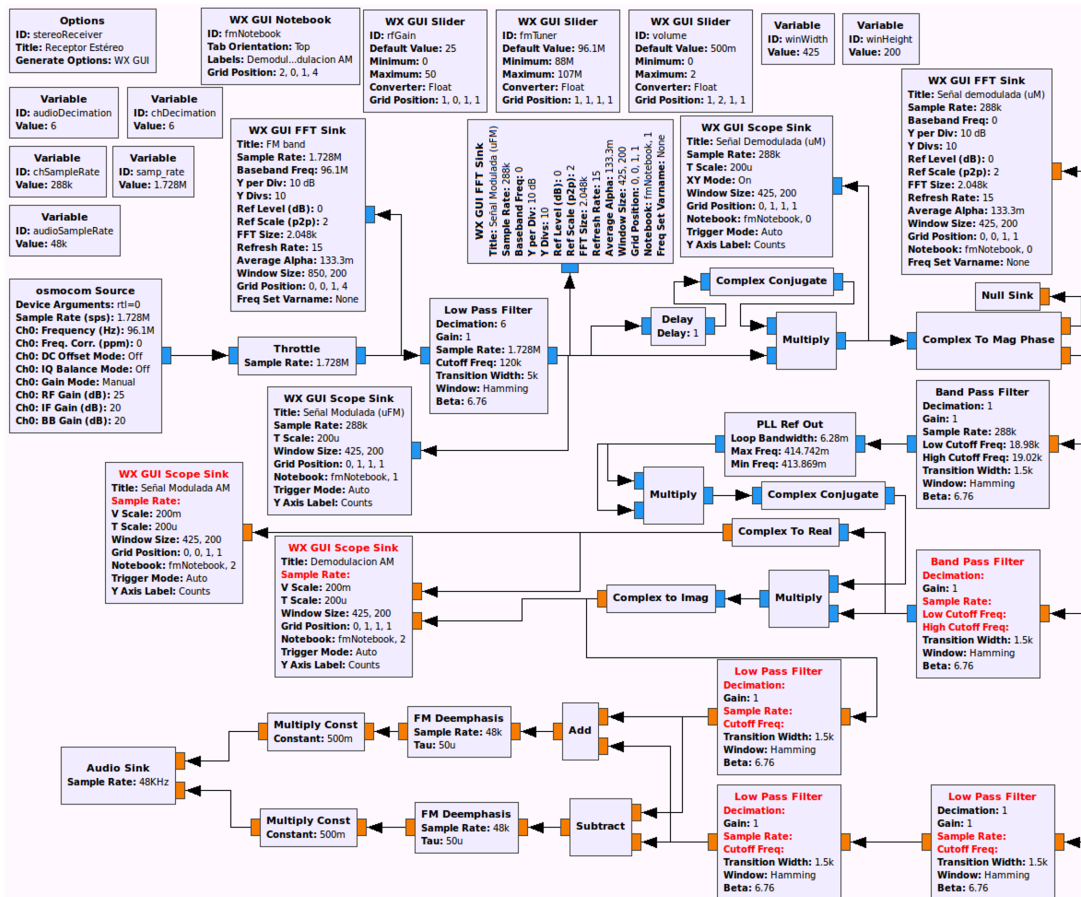 Options
ID: stereoReceiver
Title: Receptor Estéreo
Generate Options: WX GUI
WX GUI Notebook
ID: fmNotebook
Tab Orientation: Top
Labels: Demodul...dulacion AM
Grid Position: 2, 0, 1, 4
WX GUI Slider
ID: rfGain
Default Value: 25
Minimum: 0
Maximum: 50
Converter: Float
Grid Position: 1, 0, 1, 1
WX GUI Slider
ID: fmTuner
Default Value: 96.1M
Minimum: 88M
Maximum: 107M
Converter: Float
Grid Position: 1, 1, 1, 1
WX GUI Slider
ID: volume
Default Value: 500m
Minimum: 0
Maximum: 2
Converter: Float
Grid Position: 1, 2, 1, 1
Variable
ID: winWidth
Value: 425
Variable
ID: winHeight
Value: 200
Variable
ID: audioDecimation
Value: 6
Variable
ID: chDecimation
Value: 6
Variable
ID: chSampleRate
Value: 288k
Variable
ID: samp_rate
Value: 1.728M
Variable
ID: audioSampleRate
Value: 48k
WX GUI FFT Sink
Title: FM band
Sample Rate: 1.728M
Baseband Freq: 96.1M
Y per Div: 10 dB
Y Divs: 10
Ref Level (dB): 0
Ref Scale (p2p): 2
FFT Size: 2.048k
Refresh Rate: 15
Average Alpha: 133.3m
Window Size: 850, 200
Grid Position: 0, 0, 1, 4
Freq Set Varname: None
WX GUI FFT Sink
Title: Señal Modulada (uFM)
Sample Rate: 288k
Baseband Freq: 0
Y per Div: 10 dB
Y Divs: 10
Ref Level (dB): 0
Ref Scale (p2p): 2
FFT Size: 2.048k
Refresh Rate: 15
Average Alpha: 133.3m
Window Size: 425, 200
Grid Position: 0, 0, 1, 1
Notebook: fmNotebook, 1
Freq Set Varname: None
WX GUI Scope Sink
Title: Señal Demodulada (uM)
Sample Rate: 288k
T Scale: 200u
XY Mode: On
Window Size: 425, 200
Grid Position: 0, 1, 1, 1
Notebook: fmNotebook, 0
Trigger Mode: Auto
Y Axis Label: Counts
WX GUI FFT Sink
Title: Señal demodulada (uM)
Sample Rate: 288k
Baseband Freq: 0
Y per Div: 10 dB
Y Divs: 10
Ref Level (dB): 0
Ref Scale (p2p): 2
FFT Size: 2.048k
Refresh Rate: 15
Average Alpha: 133.3m
Window Size: 425, 200
Grid Position: 0, 0, 1, 1
Notebook: fmNotebook, 0
Freq Set Varname: None
osmocom Source
Device Arguments: rtl=0
Sample Rate (sps): 1.728M
Ch0: Frequency (Hz): 96.1M
Ch0: Freq. Corr. (ppm): 0
Ch0: DC Offset Mode: Off
Ch0: IQ Balance Mode: Off
Ch0: Gain Mode: Manual
Ch0: RF Gain (dB): 25
Ch0: IF Gain (dB): 20
Ch0: BB Gain (dB): 20
Throttle
Sample Rate: 1.728M
Low Pass Filter
Decimation: 6
Gain: 1
Sample Rate: 1.728M
Cutoff Freq: 120k
Transition Width: 5k
Window: Hamming
Beta: 6.76
Complex Conjugate
Delay
Delay: 1
Multiply
Null Sink
Complex To Mag Phase
WX GUI Scope Sink
Title: Señal Modulada (uFM)
Sample Rate: 288k
T Scale: 200u
Window Size: 425, 200
Grid Position: 0, 1, 1, 1
Notebook: fmNotebook, 1
Trigger Mode: Auto
Y Axis Label: Counts
PLL Ref Out
Loop Bandwidth: 6.28m
Max Freq: 414.742m
Min Freq: 413.869m
Band Pass Filter
Decimation: 1
Gain: 1
Sample Rate: 288k
Low Cutoff Freq: 18.98k
High Cutoff Freq: 19.02k
Transition Width: 1.5k
Window: Hamming
Beta: 6.76
WX GUI Scope Sink
Title: Señal Modulada AM
Sample Rate:
V Scale: 200m
T Scale: 200u
Window Size: 425, 200
Grid Position: 0, 0, 1, 1
Notebook: fmNotebook, 2
Trigger Mode: Auto
Y Axis Label: Counts
Multiply
Complex Conjugate
Complex To Real
WX GUI Scope Sink
Title: Demodulacion AM
Sample Rate:
V Scale: 200m
T Scale: 200u
Window Size: 425, 200
Grid Position: 0, 1, 1, 1
Notebook: fmNotebook, 2
Trigger Mode: Auto
Y Axis Label: Counts
Complex to Imag
Multiply
Band Pass Filter
Decimation:
Gain: 1
Sample Rate:
Low Cutoff Freq:
High Cutoff Freq:
Transition Width: 1.5k
Window: Hamming
Beta: 6.76
Low Pass Filter
Decimation:
Gain: 1
Sample Rate:
Cutoff Freq:
Transition Width: 1.5k
Window: Hamming
Beta: 6.76
Add
FM Deemphasis
Sample Rate: 48k
Tau: 50u
Multiply Const
Constant: 500m
Audio Sink
Sample Rate: 48KHz
Multiply Const
Constant: 500m
FM Deemphasis
Sample Rate: 48k
Tau: 50u
Subtract
Low Pass Filter
Decimation:
Gain: 1
Sample Rate:
Cutoff Freq:
Transition Width: 1.5k
Window: Hamming
Beta: 6.76
Low Pass Filter
Decimation: 1
Gain: 1
Sample Rate:
Cutoff Freq:
Transition Width: 1.5k
Window: Hamming
Beta: 6.76